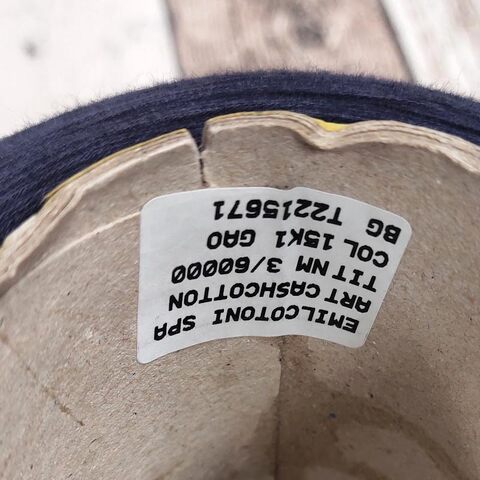 EMILCOTONI SPA
ART CASHCOTTON
TIT NM 3/60000
COL 15K1 GAO
BG T2215671